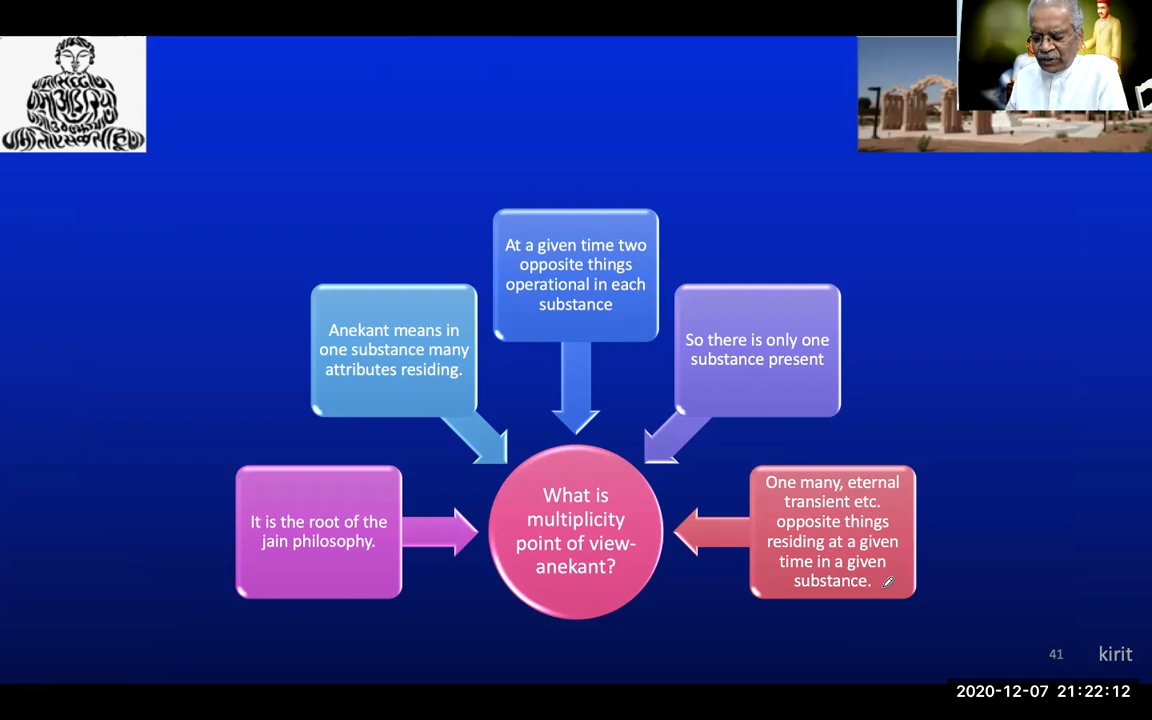 At a given time two
opposite things
operational in each
substance
Anekant means in
one substance many
attributes residing.
So there is only one
substance present
It is the root of the
jain philosophy.
What is
multiplicity
point of view-
anekant?
One many, eternal
transient etc.
opposite things
residing at a given
time in a given
substance.
41
kirit
2020-12-07 21:22:12